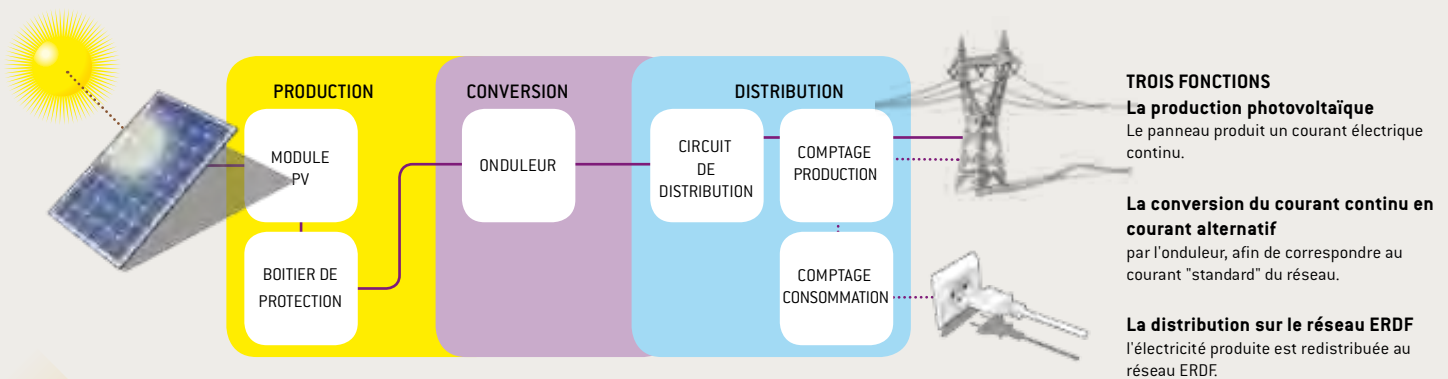 PRODUCTION
MODULE
PV
BOITIER DE
PROTECTION
CONVERSION
ONDULEUR
DISTRIBUTION
CIRCUIT
DE
DISTRIBUTION
COMPTAGE
PRODUCTION
COMPTAGE
CONSOMMATION
TROIS FONCTIONS
La production photovoltaïque
Le panneau produit un courant électrique
continu.
La conversion du courant continu en
courant alternatif
par l'onduleur, afin de correspondre au
courant "standard" du réseau.
La distribution sur le réseau ERDF
l'électricité produite est redistribuée au
réseau ERDF.